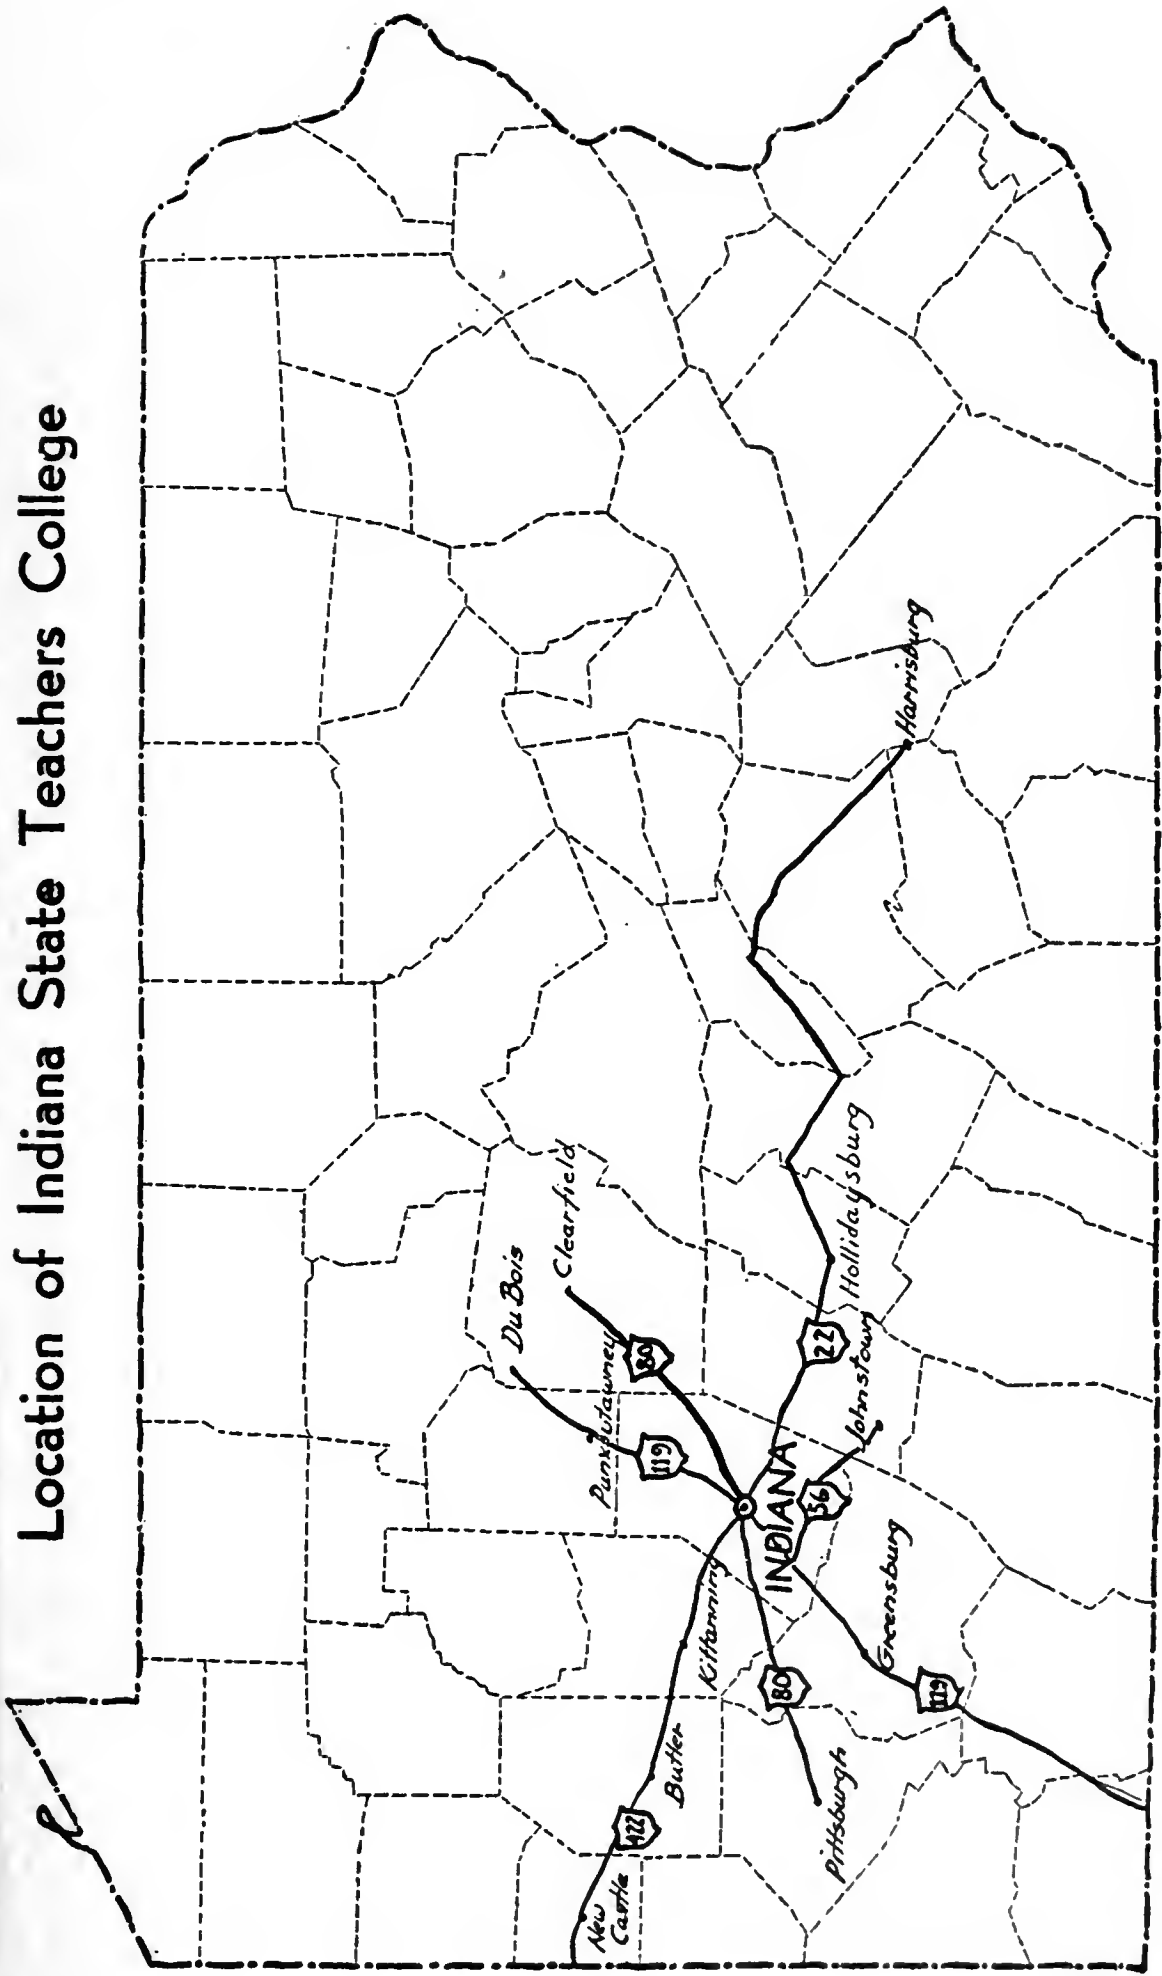 Location of Indiana State Teachers College
New
Castle
422
Butler
Kittanning
Punxsutawney
119
Du Bois
80
Clearfield
INDIANA
Pittsburgh
80
56
Johnstown
22
Hollidaysburg
Harrisburg
Greensburg
119